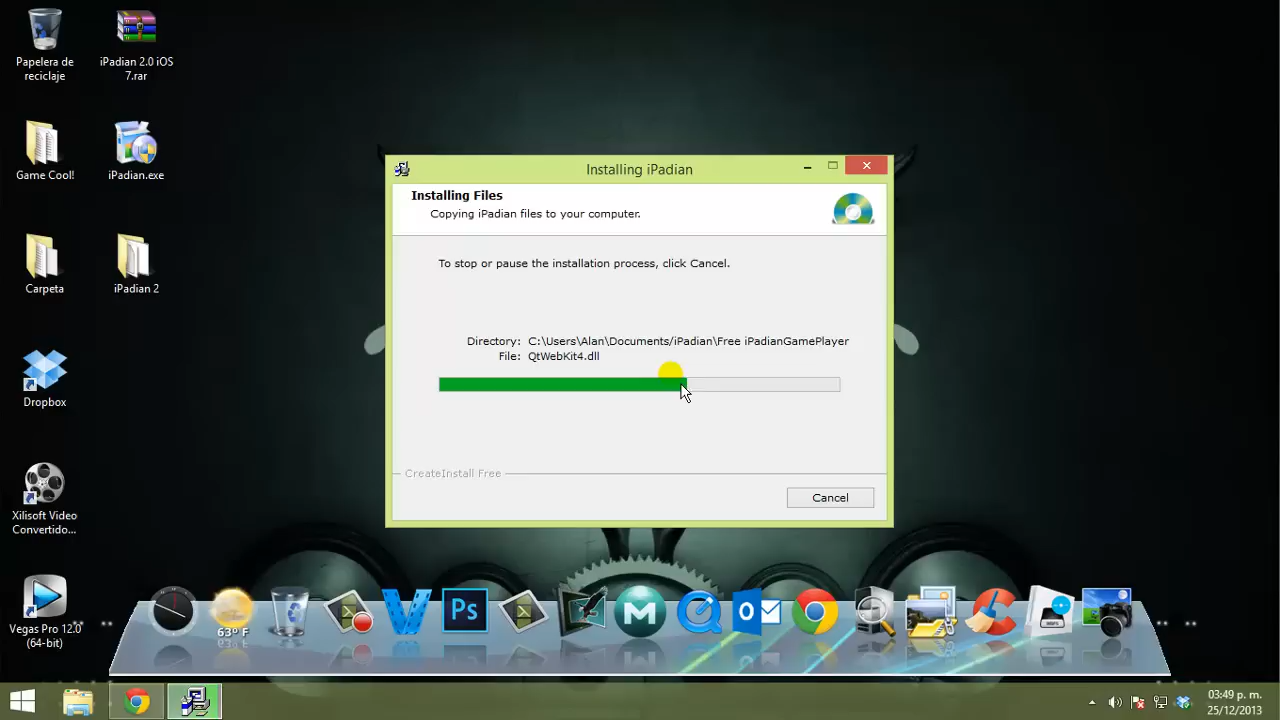 Papelera de
reciclaje
iPadian 2.0 iOS
7.rar
Game Cool!
iPadian.exe
Carpeta
iPadian 2
Dropbox
Xilisoft Video
Convertido...
Vegas Pro 12.0
(64-bit)
Installing iPadian
Installing Files
Copying iPadian files to your computer.
To stop or pause the installation process, click Cancel.
Directory: C:\Users\Alan\Documents/iPadian\Free iPadianGamePlayer
File: QtWebKit4.dll
CreateInstall Free
Cancel
63º F
Ps
M
03:49 p. m.
25/12/2013